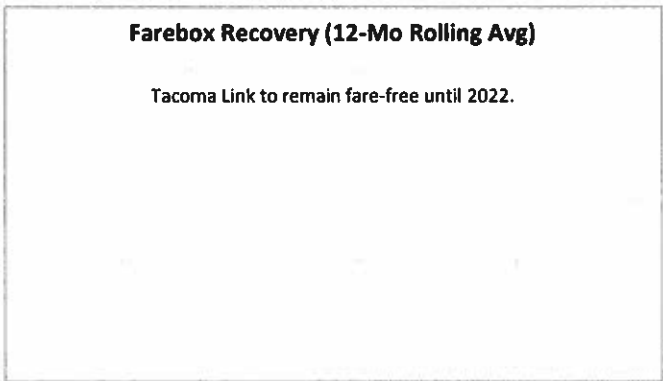 Farebox Recovery (12-Mo Rolling Avg)
Tacoma Link to remain fare-free until 2022.